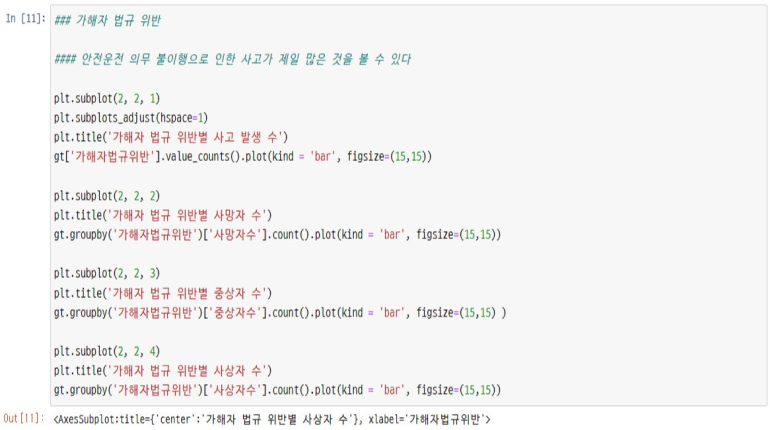 In [11]: ### 가해자 법규 위반
#### 안전운전 의무 불이행으로 인한 사고가 제일 많은 것을 볼 수 있다
plt.subplot(2, 2, 1)
plt.subplots_adjust(hspace=1)
plt.title('가해자 법규 위반별 사고 발생 수')
gt['가해자법규위반'].value_counts().plot(kind = 'bar', figsize=(15,15))
plt.subplot(2, 2, 2)
plt.title('가해자 법규 위반별 사망자 수')
gt.groupby('가해자법규위반')['사망자수'].count().plot(kind = 'bar', figsize=(15,15))
plt.subplot(2, 2, 3)
plt.title('가해자 법규 위반별 중상자 수')
gt.groupby('가해자법규위반')['중상자수'].count().plot(kind = 'bar', figsize=(15,15) )
plt.subplot(2, 2, 4)
plt.title('가해자 법규 위반별 사상자 수')
gt.groupby('가해자법규위반')['사상자수'].count().plot(kind = 'bar', figsize=(15,15))
Out[11]: <AxesSubplot:title={'center':'가해자 법규 위반별 사상자 수'}, xlabel='가해자법규위반'>